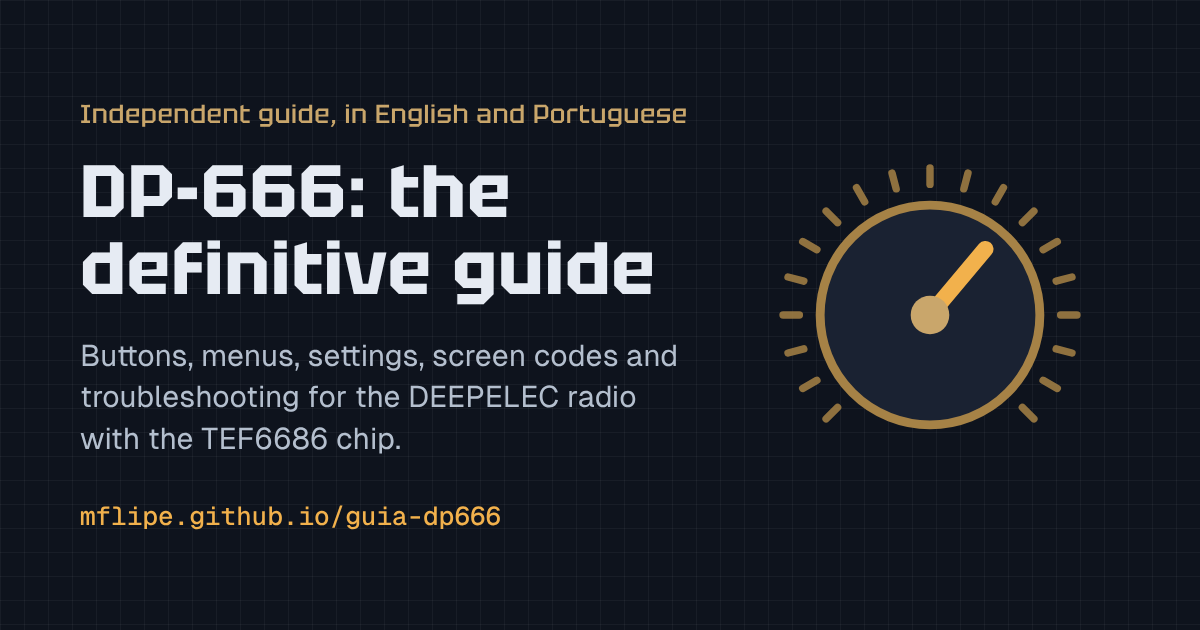 Independent guide, in English and Portuguese
DP-666: the
definitive guide
Buttons, menus, settings, screen codes and
troubleshooting for the DEEPELEC radio
with the TEF6686 chip.
mflipe.github.io/guia-dp666